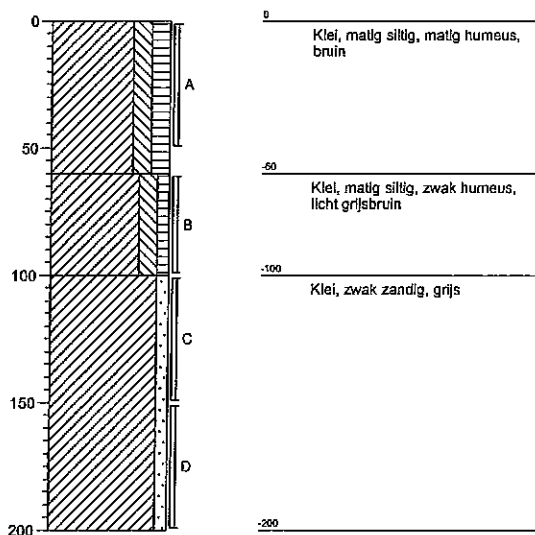 0
50
100
150
200
A
B
C
D
0
Klei, matig siltig, matig humeus,
bruin
-60
Klei, matig siltig, zwak humeus,
licht grijsbruin
-100
Klei, zwak zandig, grijs
-200